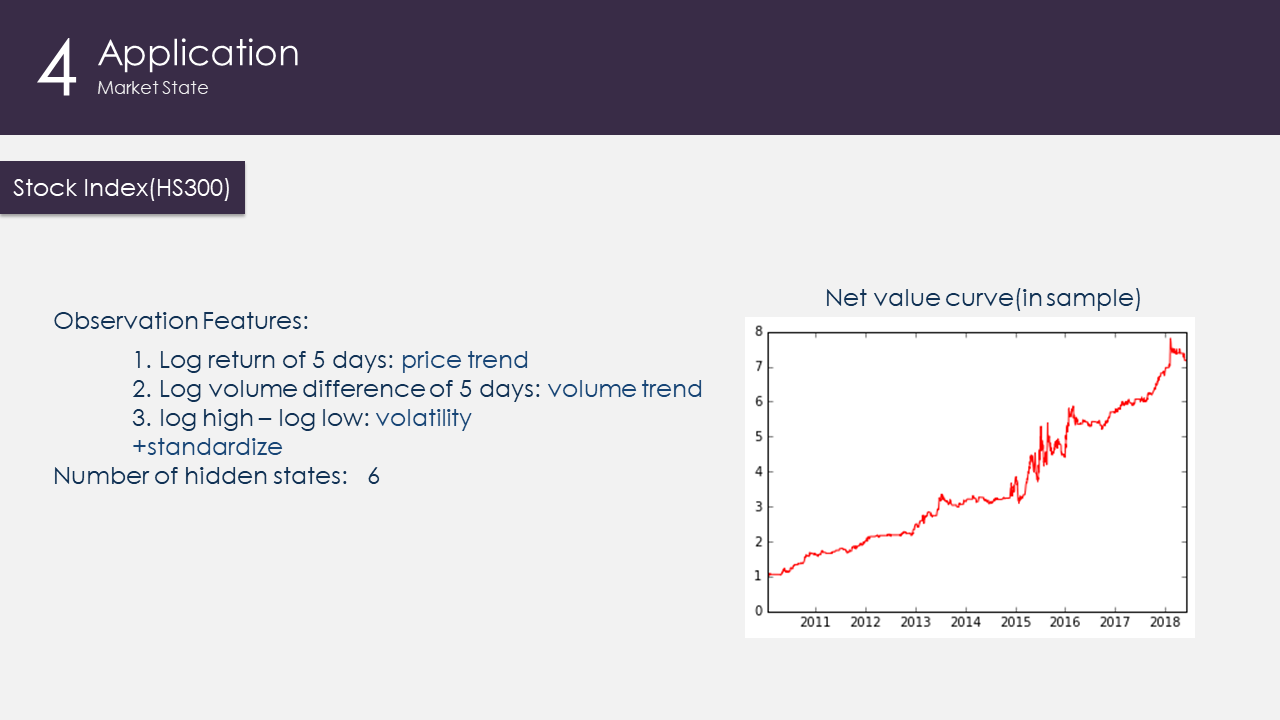 4
Application
Market State
Stock Index(HS300)
Observation Features:
1. Log return of 5 days: price trend
2. Log volume difference of 5 days: volume trend
3. log high – log low: volatility
+standardize
Number of hidden states: 6
Net value curve(in sample)
8
7
6
5
4
3
2
1
0
2011 2012 2013 2014 2015 2016 2017 2018